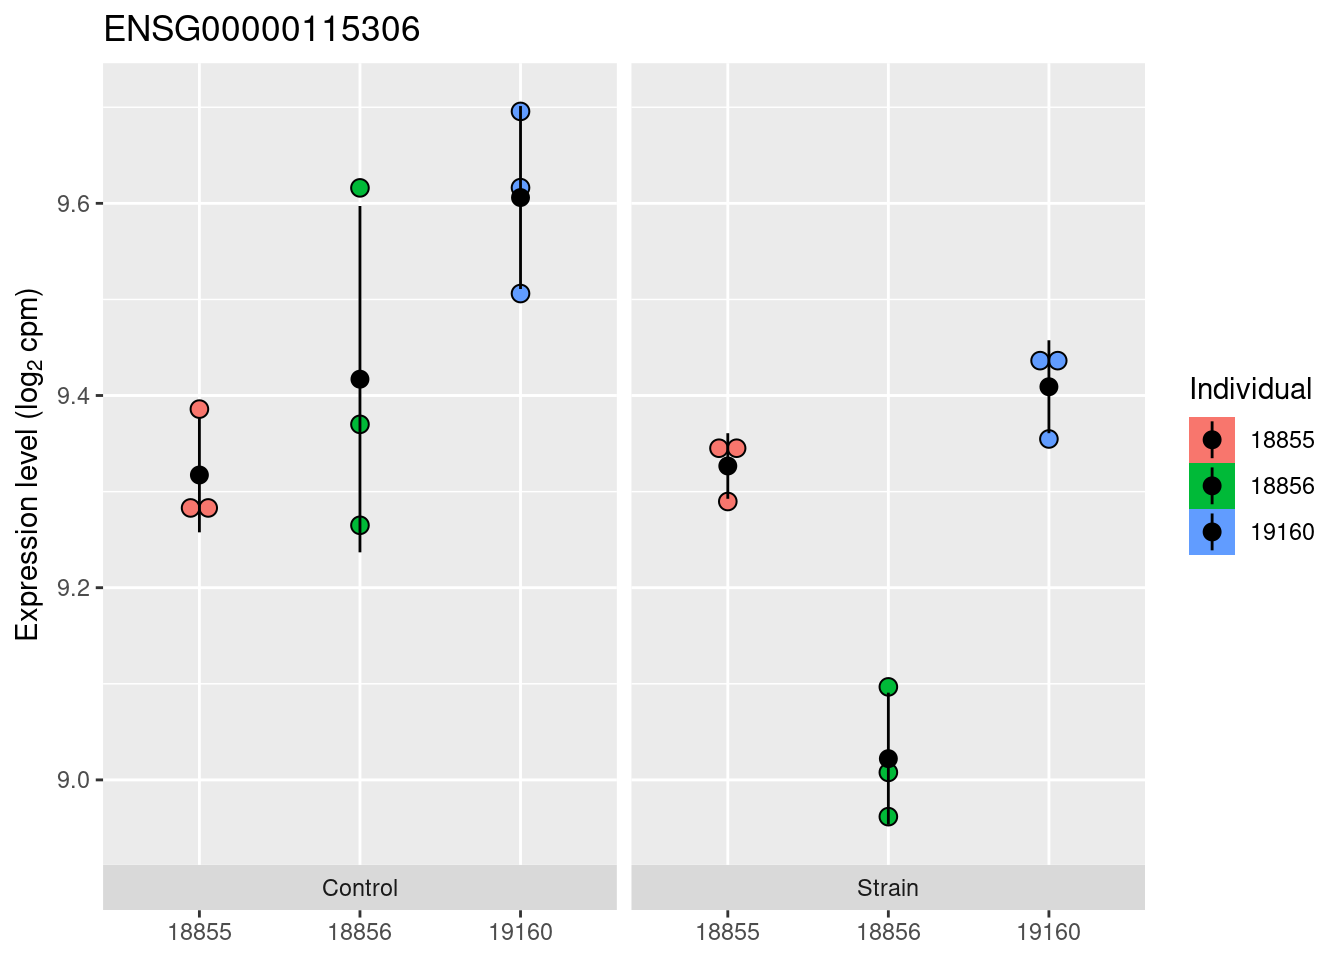 ENSG00000115306
Expression level (log2 cpm)
9.6
9.4
9.2
9.0
Control
Strain
18855
18856
19160
18855
18856
19160
Individual
18855
18856
19160